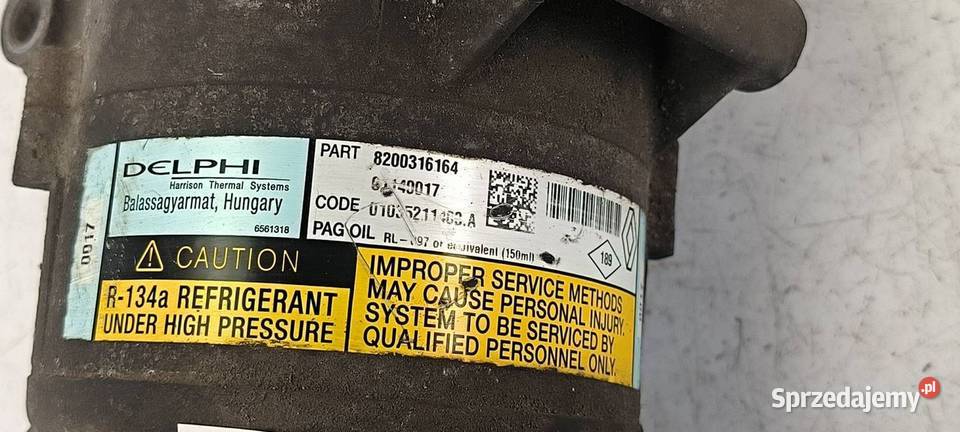 0017
DELPHI
Harrison Thermal Systems
Balassagyarmat, Hungary
6561318
PART 8200316164
CODE
PAG OIL RL- or equivalent (150ml)
189
CAUTION
R-134a REFRIGERANT
UNDER HIGH PRESSURE
IMPROPER SERVICE METHODS
MAY CAUSE PERSONAL INJURY.
SYSTEM TO BE SERVICED BY
QUALIFIED PERSONNEL ONLY.
Sprzedajemy.pl